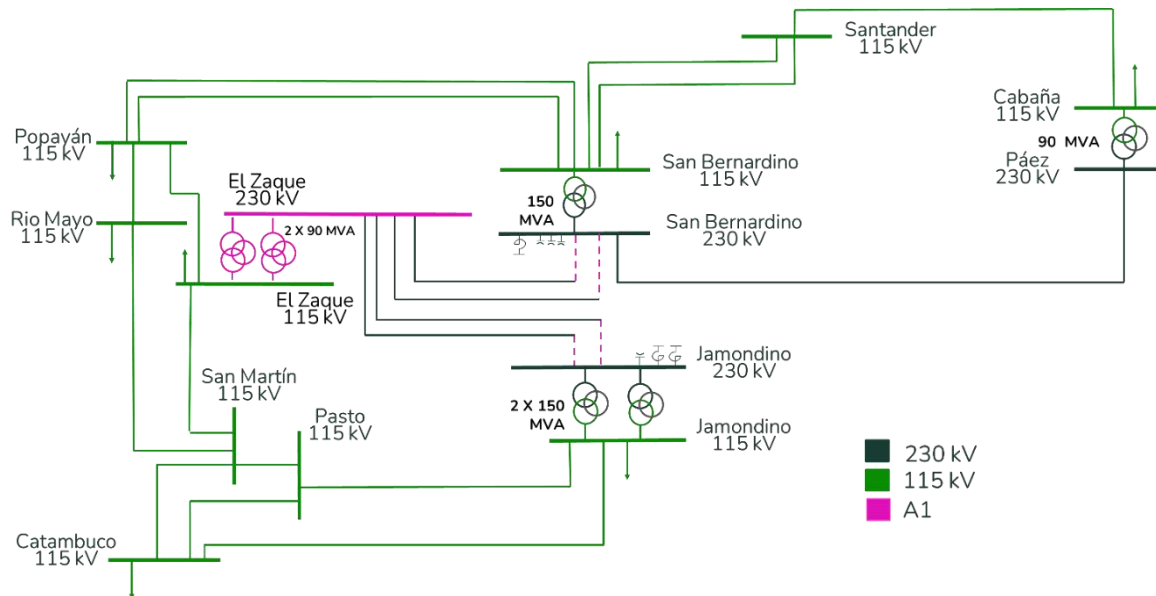 Santander
115 kV
Cabaña
115 kV
90 MVA
Páez
230 kV
Popayán
115 kV
San Bernardino
115 kV
El Zaque
230 kV
150
MVA
Rio Mayo
115 kV
2 X 90 MVA
San Bernardino
230 kV
El Zaque
115 kV
Jamondino
230 kV
San Martín
115 kV
Pasto
115 kV
2 X 150
MVA
Jamondino
115 kV
230 kV
115 kV
A1
Catambuco
115 kV